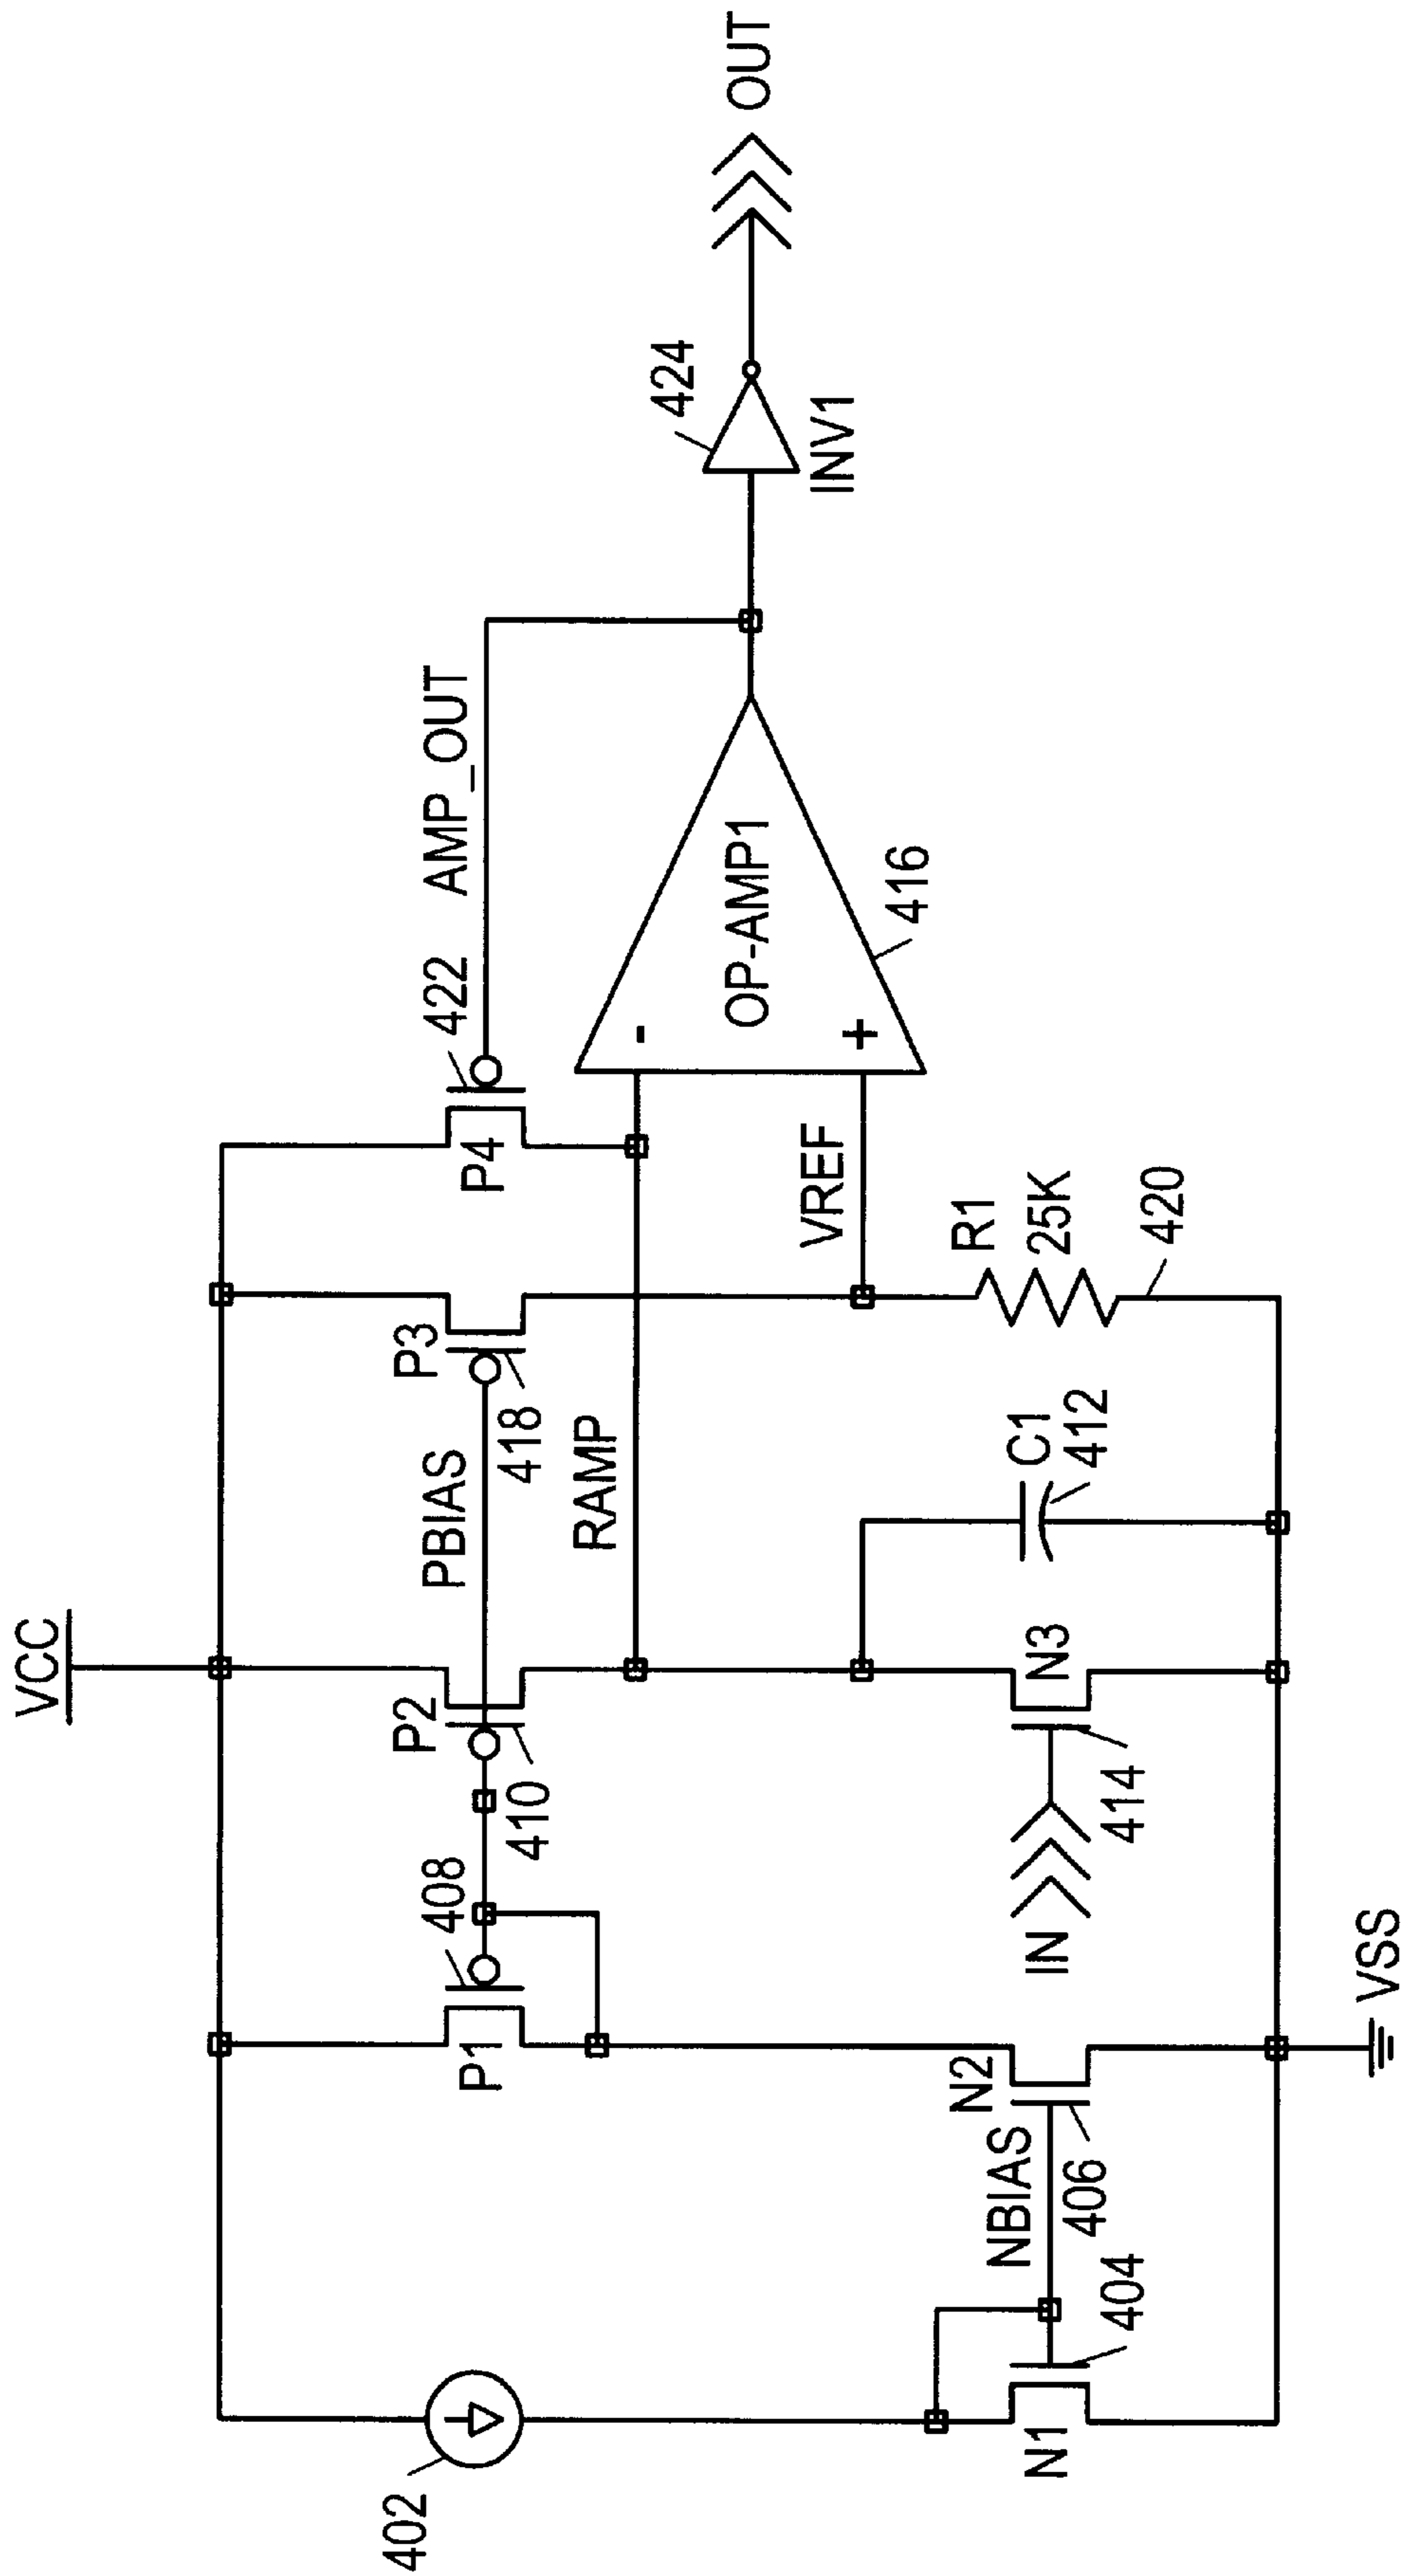 VCC
402
P1
408
P2
410
PBIAS
P3
418
P4
422
AMP_OUT
RAMP
-
OP-AMP1
+
416
VREF
424
INV1
OUT
N1
404
NBIAS
N2
406
IN
N3
414
C1
412
R1
25K
420
VSS